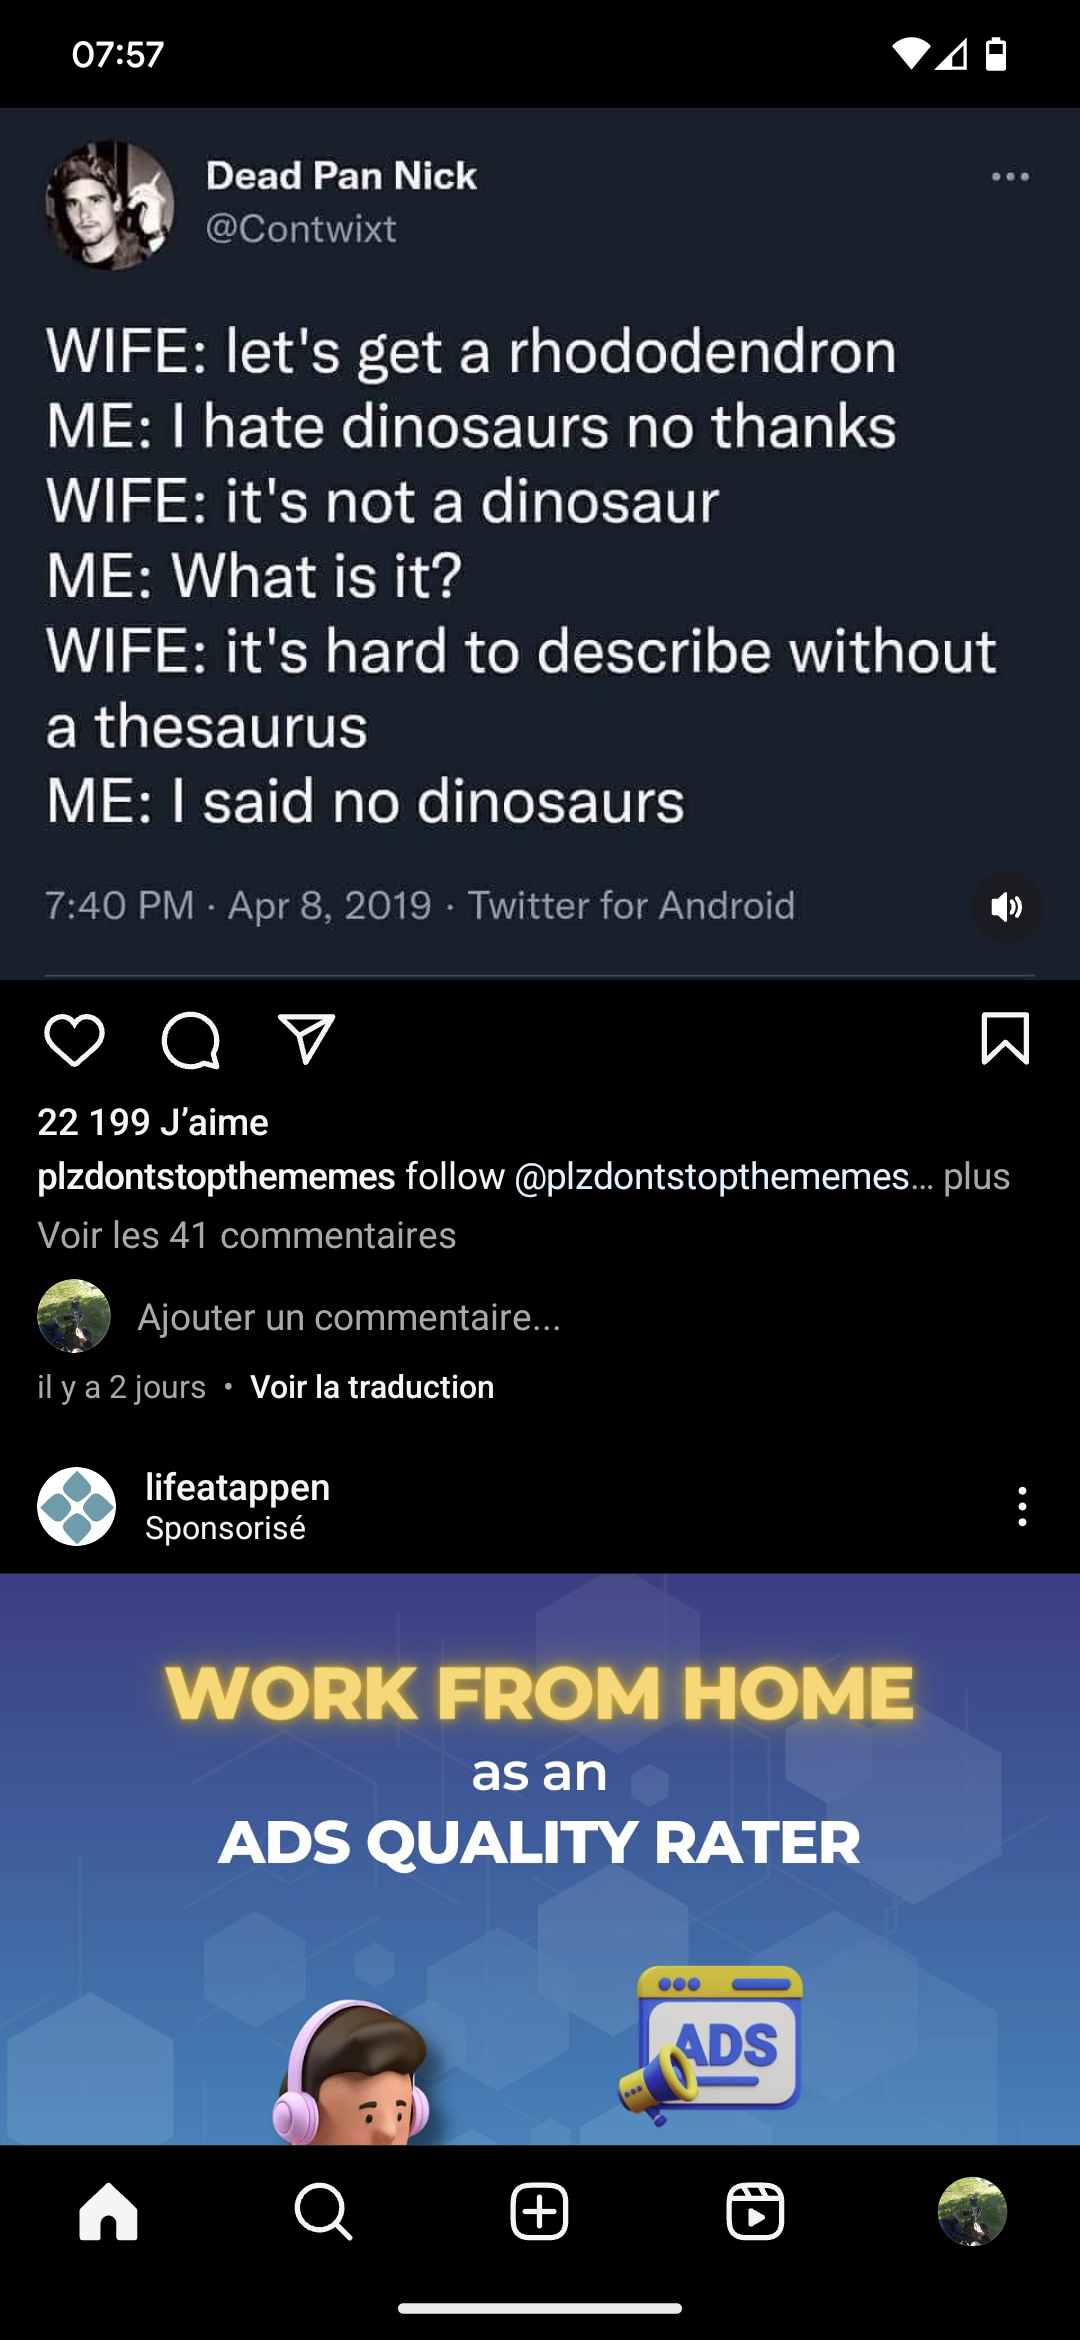 07:57
Dead Pan Nick
@Contwixt
WIFE: let's get a rhododendron
ME: I hate dinosaurs no thanks
WIFE: it's not a dinosaur
ME: What is it?
WIFE: it's hard to describe without
a thesaurus
ME: I said no dinosaurs
7:40 PM · Apr 8, 2019 · Twitter for Android
22 199 J’aime
plzdontstopthememes follow @plzdontstopthememes... plus
Voir les 41 commentaires
Ajouter un commentaire...
il y a 2 jours • Voir la traduction
lifeatappen
Sponsorisé
WORK FROM HOME
as an
ADS QUALITY RATER
ADS